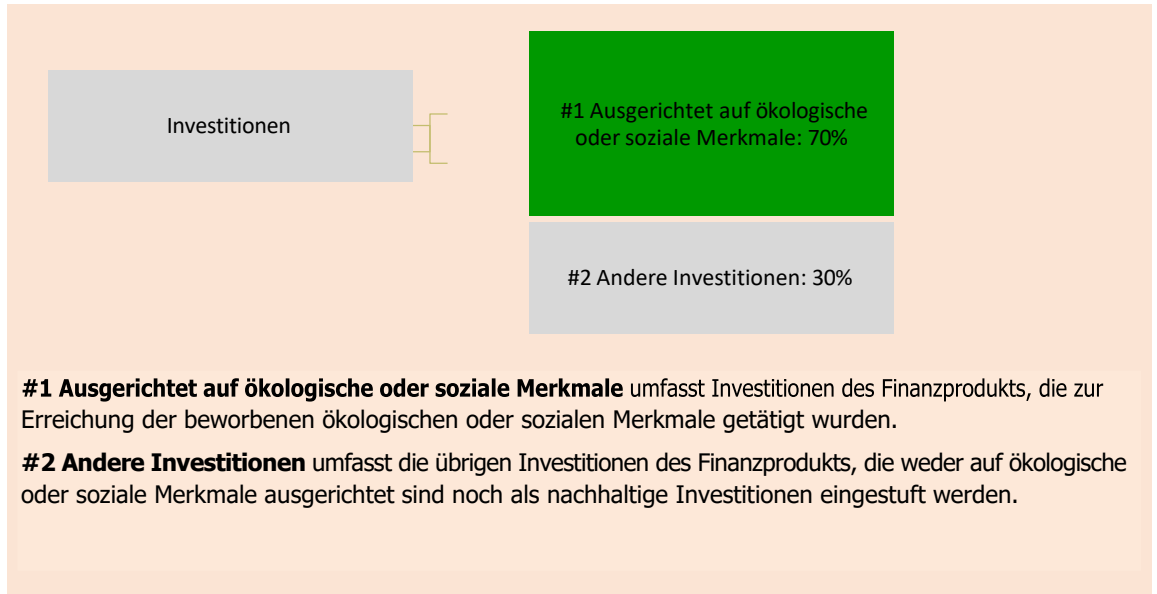 Investitionen
#1 Ausgerichtet auf ökologische
oder soziale Merkmale: 70%
#2 Andere Investitionen: 30%
#1 Ausgerichtet auf ökologische oder soziale Merkmale umfasst Investitionen des Finanzprodukts, die zur
Erreichung der beworbenen ökologischen oder sozialen Merkmale getätigt wurden.
#2 Andere Investitionen umfasst die übrigen Investitionen des Finanzprodukts, die weder auf ökologische
oder soziale Merkmale ausgerichtet sind noch als nachhaltige Investitionen eingestuft werden.